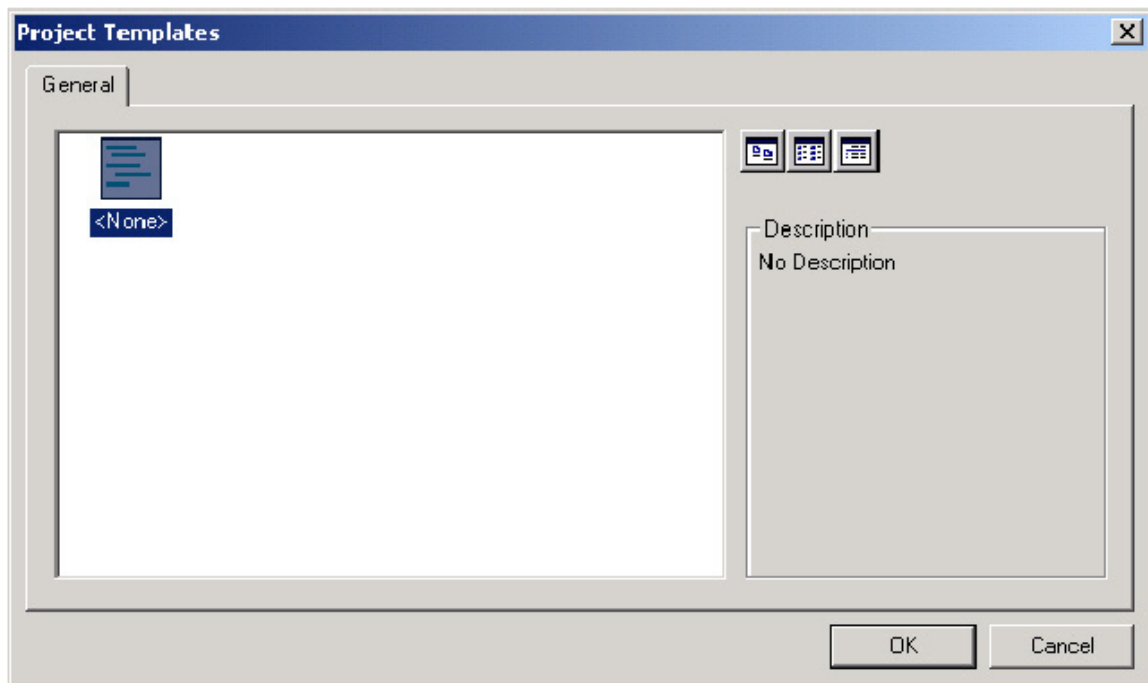 Project Templates
General
<None>
Description
No Description
OK
Cancel